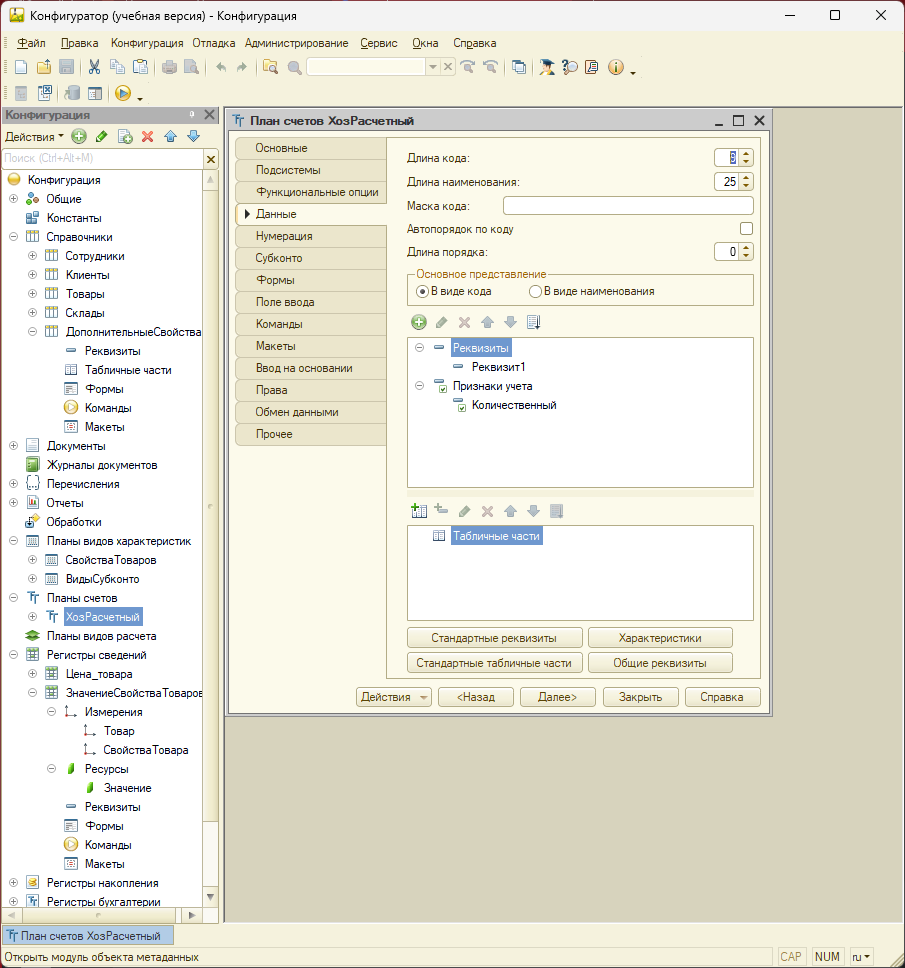 Конфигуратор (учебная версия) - Конфигурация
Файл Правка Конфигурация Отладка Администрирование Сервис Окна Справка
Конфигурация
Действия
Поиск (Ctrl+Alt+M)
Конфигурация
Общие
Константы
Справочники
Сотрудники
Клиенты
Товары
Склады
ДополнительныеСвойства
Реквизиты
Табличные части
Формы
Команды
Макеты
Документы
Журналы документов
Перечисления
Отчеты
Обработки
Планы видов характеристик
СвойстваТоваров
ВидыСубконто
Планы счетов
ХозРасчетный
Планы видов расчета
Регистры сведений
Цена_товара
ЗначениеСвойстваТоваров
Измерения
Товар
СвойстваТовара
Ресурсы
Значение
Реквизиты
Формы
Команды
Макеты
Регистры накопления
Регистры бухгалтерии
План счетов ХозРасчетный
Основные
Подсистемы
Функциональные опции
Данные
Нумерация
Субконто
Формы
Поле ввода
Команды
Макеты
Ввод на основании
Права
Обмен данными
Прочее
Длина кода: 9
Длина наименования: 25
Маска кода:
Автопорядок по коду
Длина порядка: 0
Основное представление
В виде кода В виде наименования
Реквизиты
Реквизит1
Признаки учета
Количественный
Табличные части
Стандартные реквизиты Характеристики
Стандартные табличные части Общие реквизиты
Действия <Назад Далее> Закрыть Справка
План счетов ХозРасчетный
Открыть модуль объекта метаданных CAP NUM ru